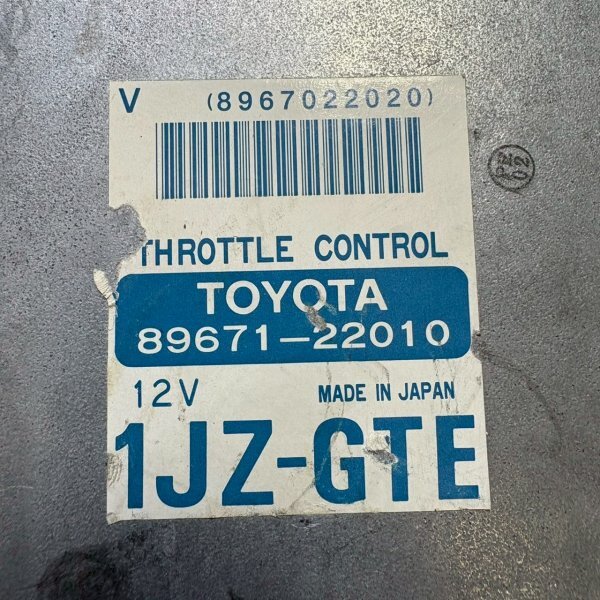 V (8967022020)
THROTTLE CONTROL
TOYOTA
89671-22010
12V MADE IN JAPAN
1JZ-GTE